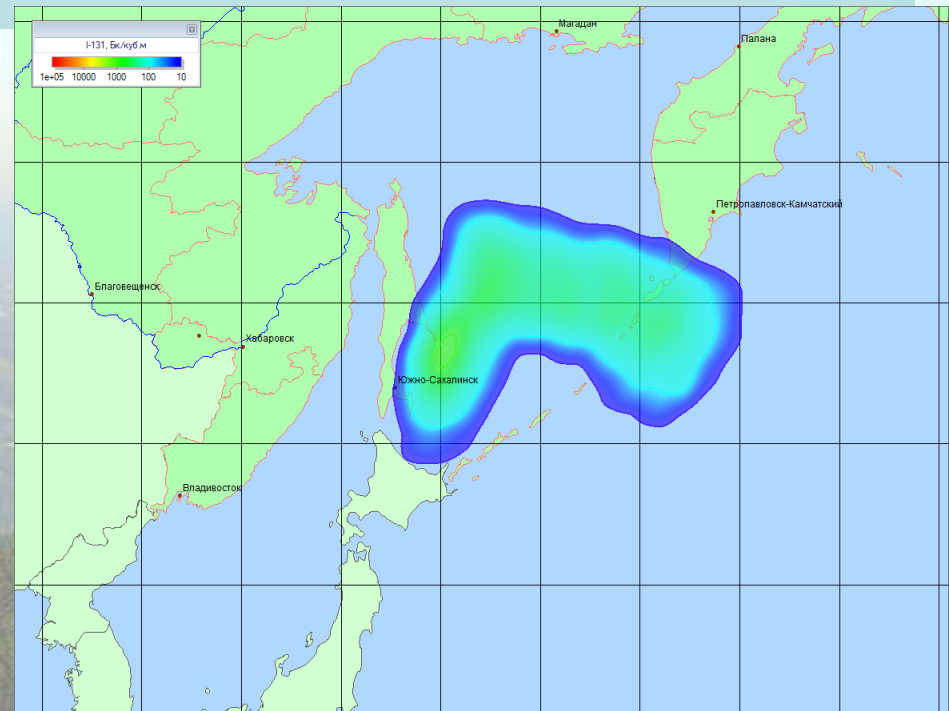 I-131, Бк/куб.м
1e+05 10000 1000 100 10
Магадан
Палана
Петропавловск-Камчатский
Благовещенск
Хабаровск
Южно-Сахалинск
Владивосток